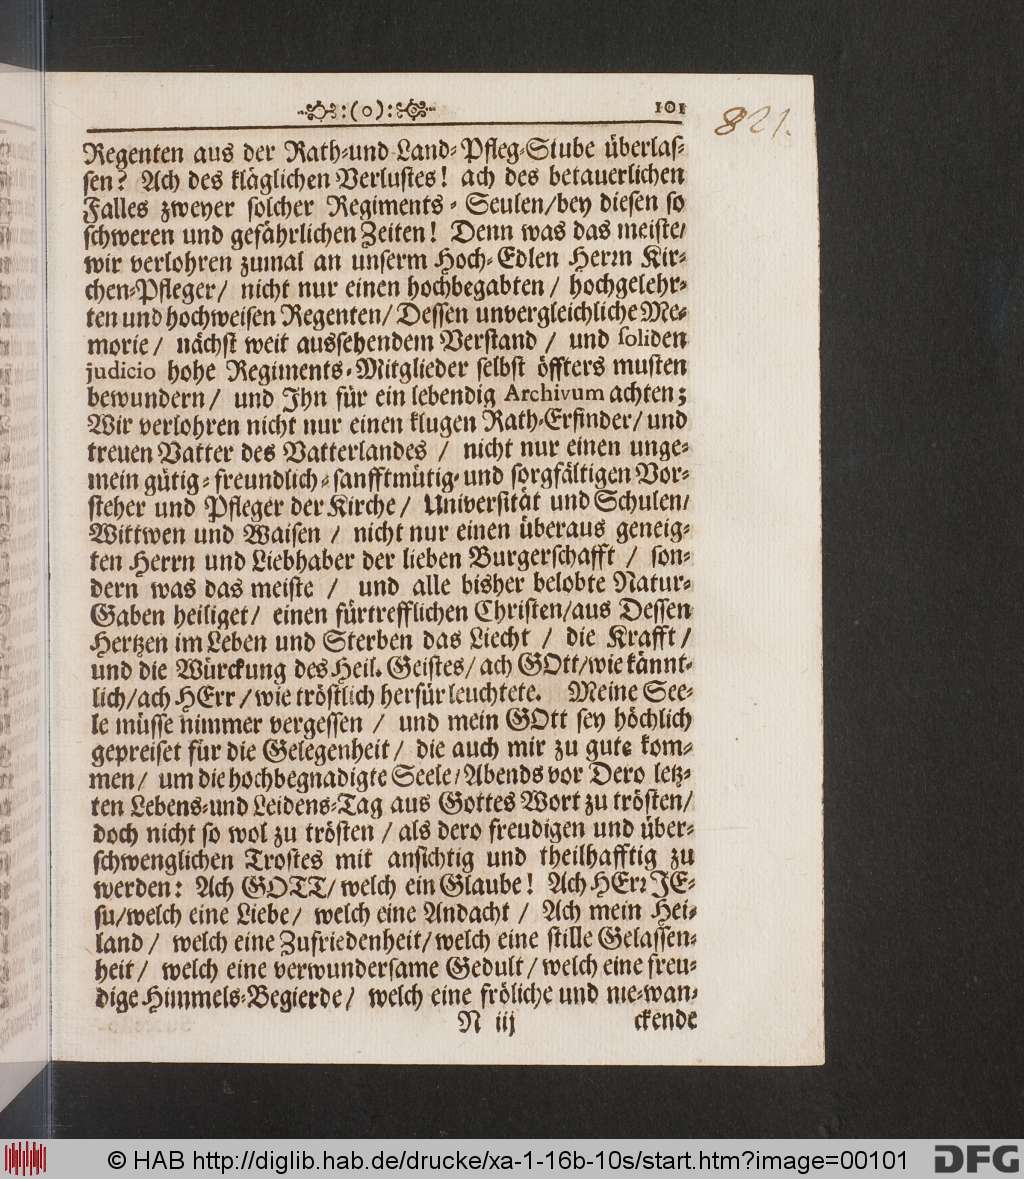 :(o): 101
821.
Regenten aus der Rath-und Land-Pfleg-Stube überlas-
sen? Ach des kläglichen Verlustes! ach des betauerlichen
Falles zweyer solcher Regiments-Seulen/bey diesen so
schweren und gefährlichen Zeiten! Denn was das meiste/
wir verlohren zumal an unserm Hoch-Edlen Herrn Kir-
chen-Pfleger/ nicht nur einen hochbegabten/ hochgelehr-
ten und hochweisen Regenten/ Dessen unvergleichliche Me-
morie/ nächst weit aussehendem Verstand/ und soliden
judicio hohe Regiments-Mitglieder selbst öffters musten
bewundern/ und Ihn für ein lebendig Archivum achten;
Wir verlohren nicht nur einen klugen Rath-Erfinder/ und
treuen Vatter des Vatterlandes/ nicht nur einen unge-
mein gütig-freundlich-sanfftmütig-und sorgfältigen Vor-
steher und Pfleger der Kirche/ Universität und Schulen/
Wittwen und Waisen/ nicht nur einen überaus geneig-
ten Herrn und Liebhaber der lieben Burgerschafft/ son-
dern was das meiste/ und alle bisher belobte Natur-
Gaben heiliget/ einen fürtrefflichen Christen/aus Dessen
Hertzen im Leben und Sterben das Liecht/ die Krafft/
und die Würckung des Heil. Geistes/ ach GOtt/wie kännt-
lich/ach HErr/wie tröstlich herfür leuchtete. Meine See-
le müsse nimmer vergessen/ und mein GOtt sey höchlich
gepreiset für die Gelegenheit/ die auch mir zu gute kom-
men/ um die hochbegnadigte Seele/Abends vor Dero letz-
ten Lebens-und Leidens-Tag aus Gottes Wort zu trösten/
doch nicht so wol zu trösten/ als dero freudigen und über-
schwenglichen Trostes mit ansichtig und theilhafftig zu
werden: Ach GOTT/welch ein Glaube! Ach HErr JE-
su/welch eine Liebe/ welch eine Andacht/ Ach mein Hei-
land/ welch eine Zufriedenheit/welch eine stille Gelassen-
heit/ welch eine verwundersame Gedult/welch eine freu-
dige Himmels-Begierde/ welch eine fröliche und nie-wan-
N iij ckende
© HAB http://diglib.hab.de/drucke/xa-1-16b-10s/start.htm?image=00101
DFG